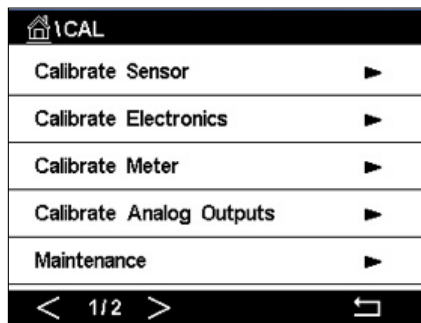 \CAL
Calibrate Sensor
Calibrate Electronics
Calibrate Meter
Calibrate Analog Outputs
Maintenance
< 1/2 >